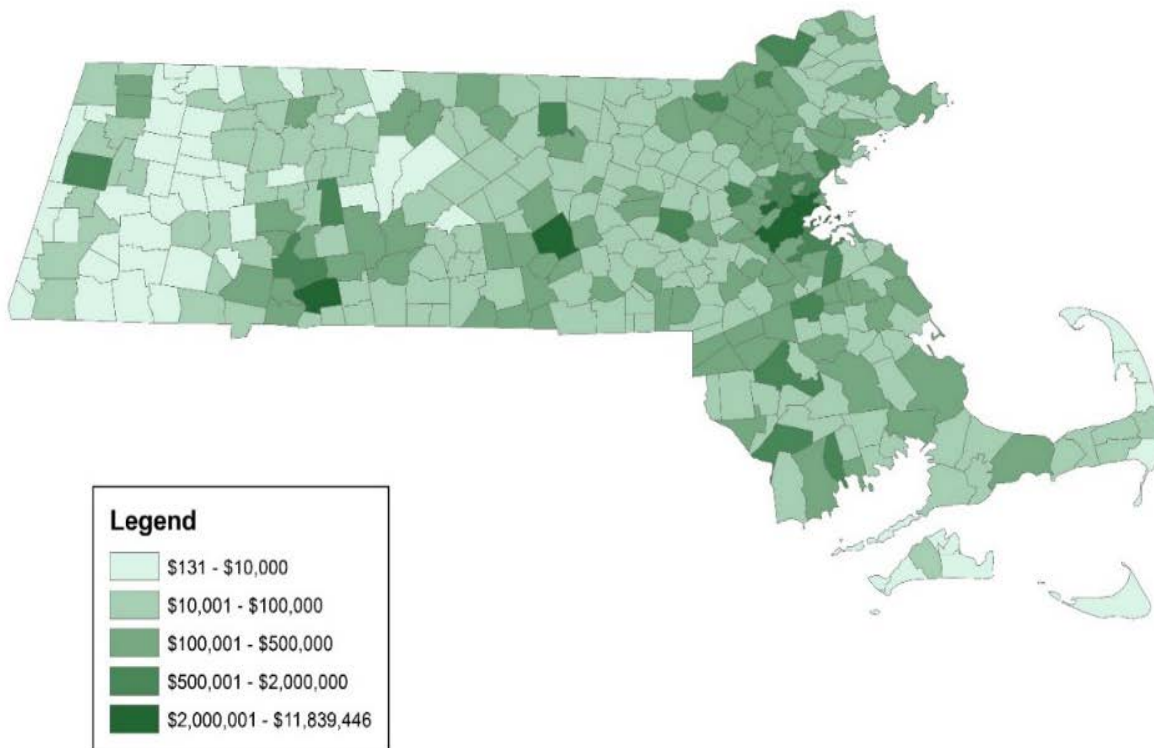 Legend
$131 - $10,000
$10,001 - $100,000
$100,001 - $500,000
$500,001 - $2,000,000
$2,000,001 - $11,839,446